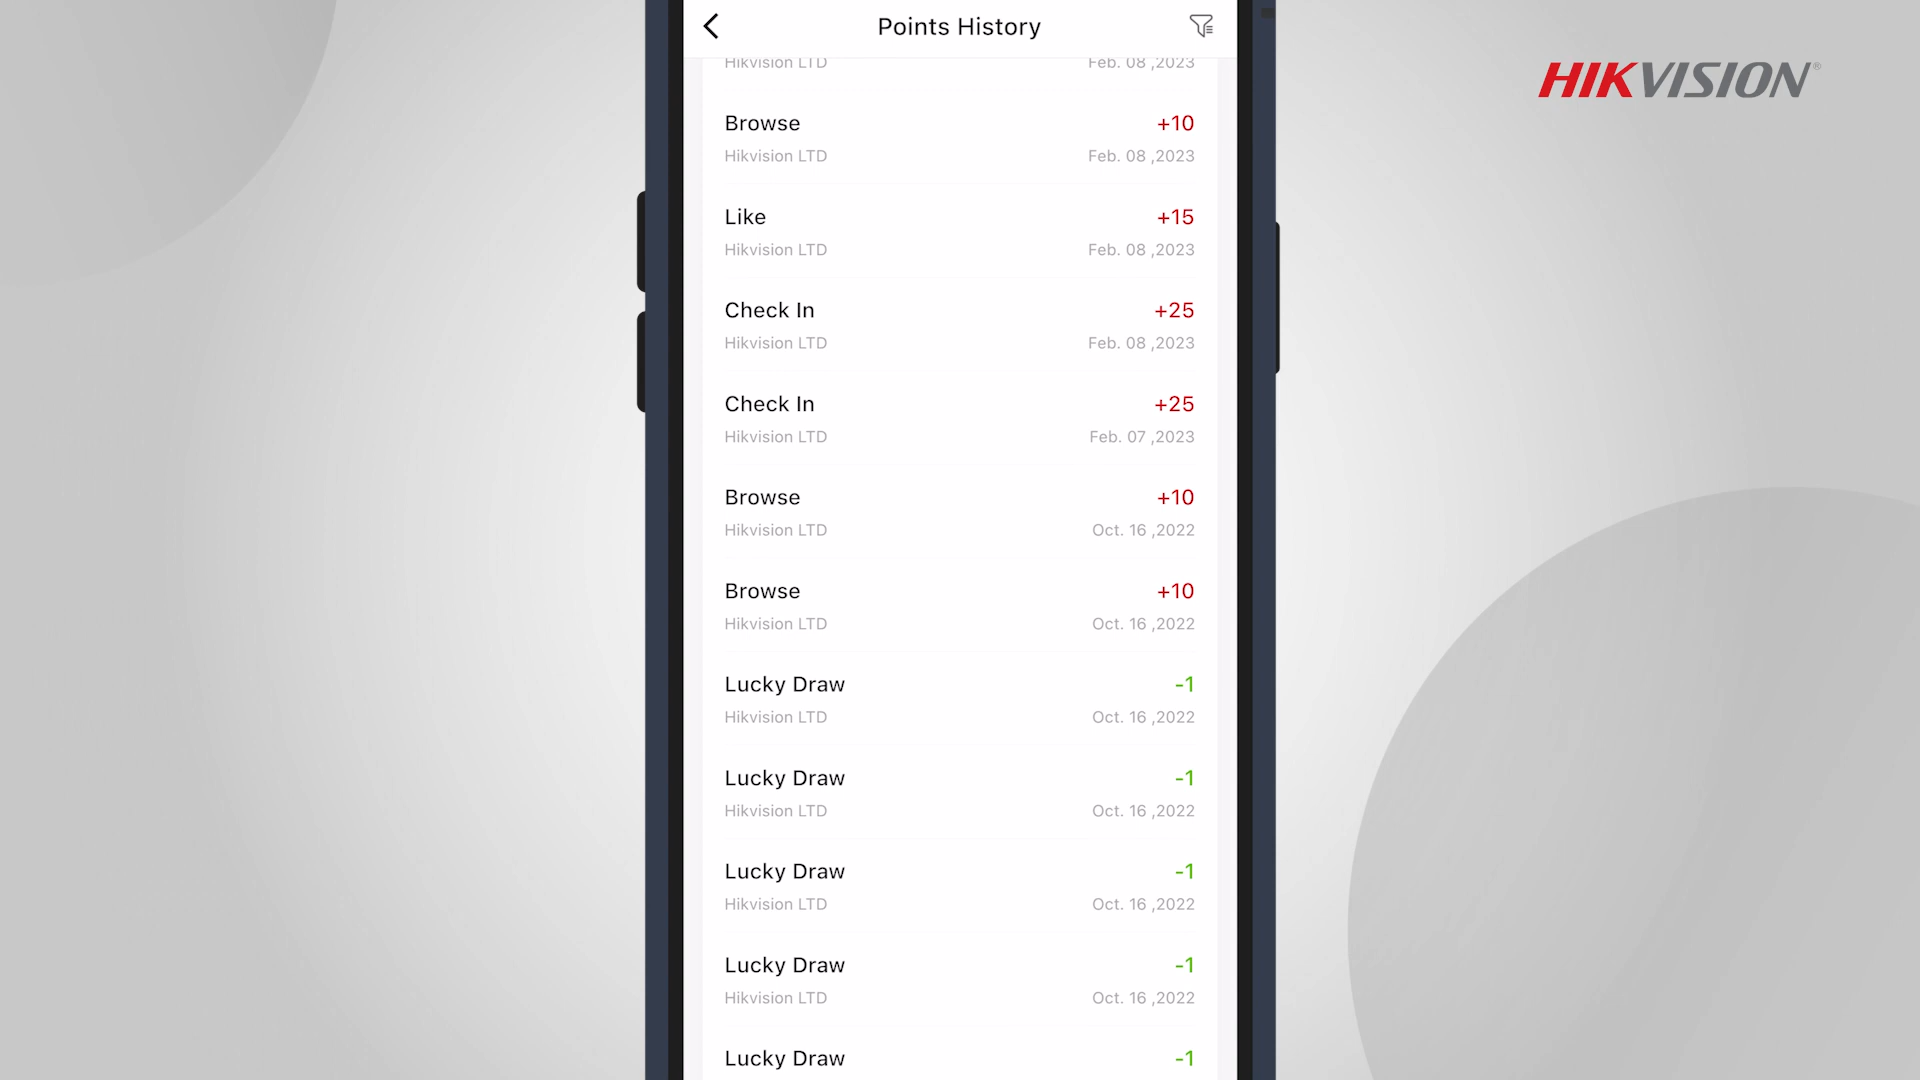 Points History
HIKVISION®
Hikvision LTD Feb. 08 ,2023
Browse +10
Hikvision LTD Feb. 08 ,2023
Like +15
Hikvision LTD Feb. 08 ,2023
Check In +25
Hikvision LTD Feb. 08 ,2023
Check In +25
Hikvision LTD Feb. 07 ,2023
Browse +10
Hikvision LTD Oct. 16 ,2022
Browse +10
Hikvision LTD Oct. 16 ,2022
Lucky Draw -1
Hikvision LTD Oct. 16 ,2022
Lucky Draw -1
Hikvision LTD Oct. 16 ,2022
Lucky Draw -1
Hikvision LTD Oct. 16 ,2022
Lucky Draw -1
Hikvision LTD Oct. 16 ,2022
Lucky Draw -1